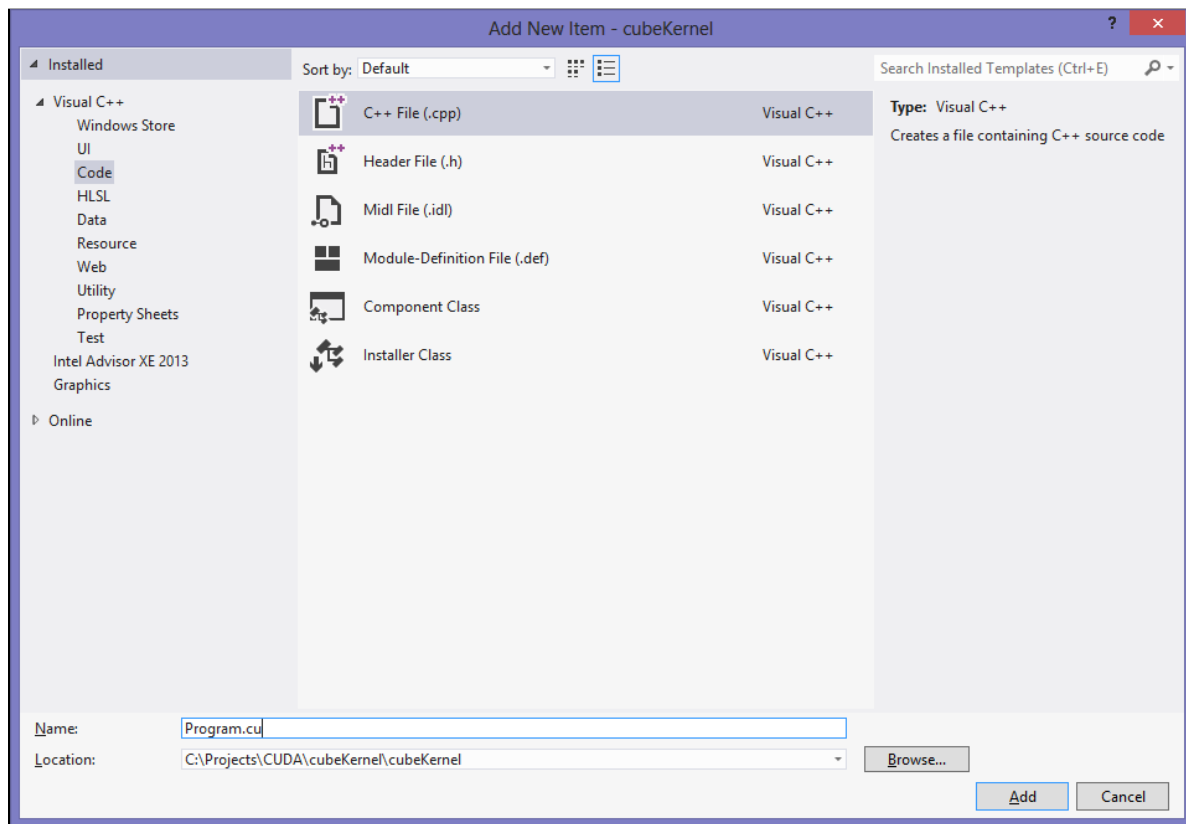 Add New Item - cubeKernel
?
Installed
Sort by: Default
Search Installed Templates (Ctrl+E)
Visual C++
Windows Store
UI
Code
HLSL
Data
Resource
Web
Utility
Property Sheets
Test
Intel Advisor XE 2013
Graphics
Online
C++ File (.cpp) Visual C++
Header File (.h) Visual C++
Midl File (.idl) Visual C++
Module-Definition File (.def) Visual C++
Component Class Visual C++
Installer Class Visual C++
Type: Visual C++
Creates a file containing C++ source code
Name: Program.cu
Location: C:\Projects\CUDA\cubeKernel\cubeKernel Browse...
Add Cancel